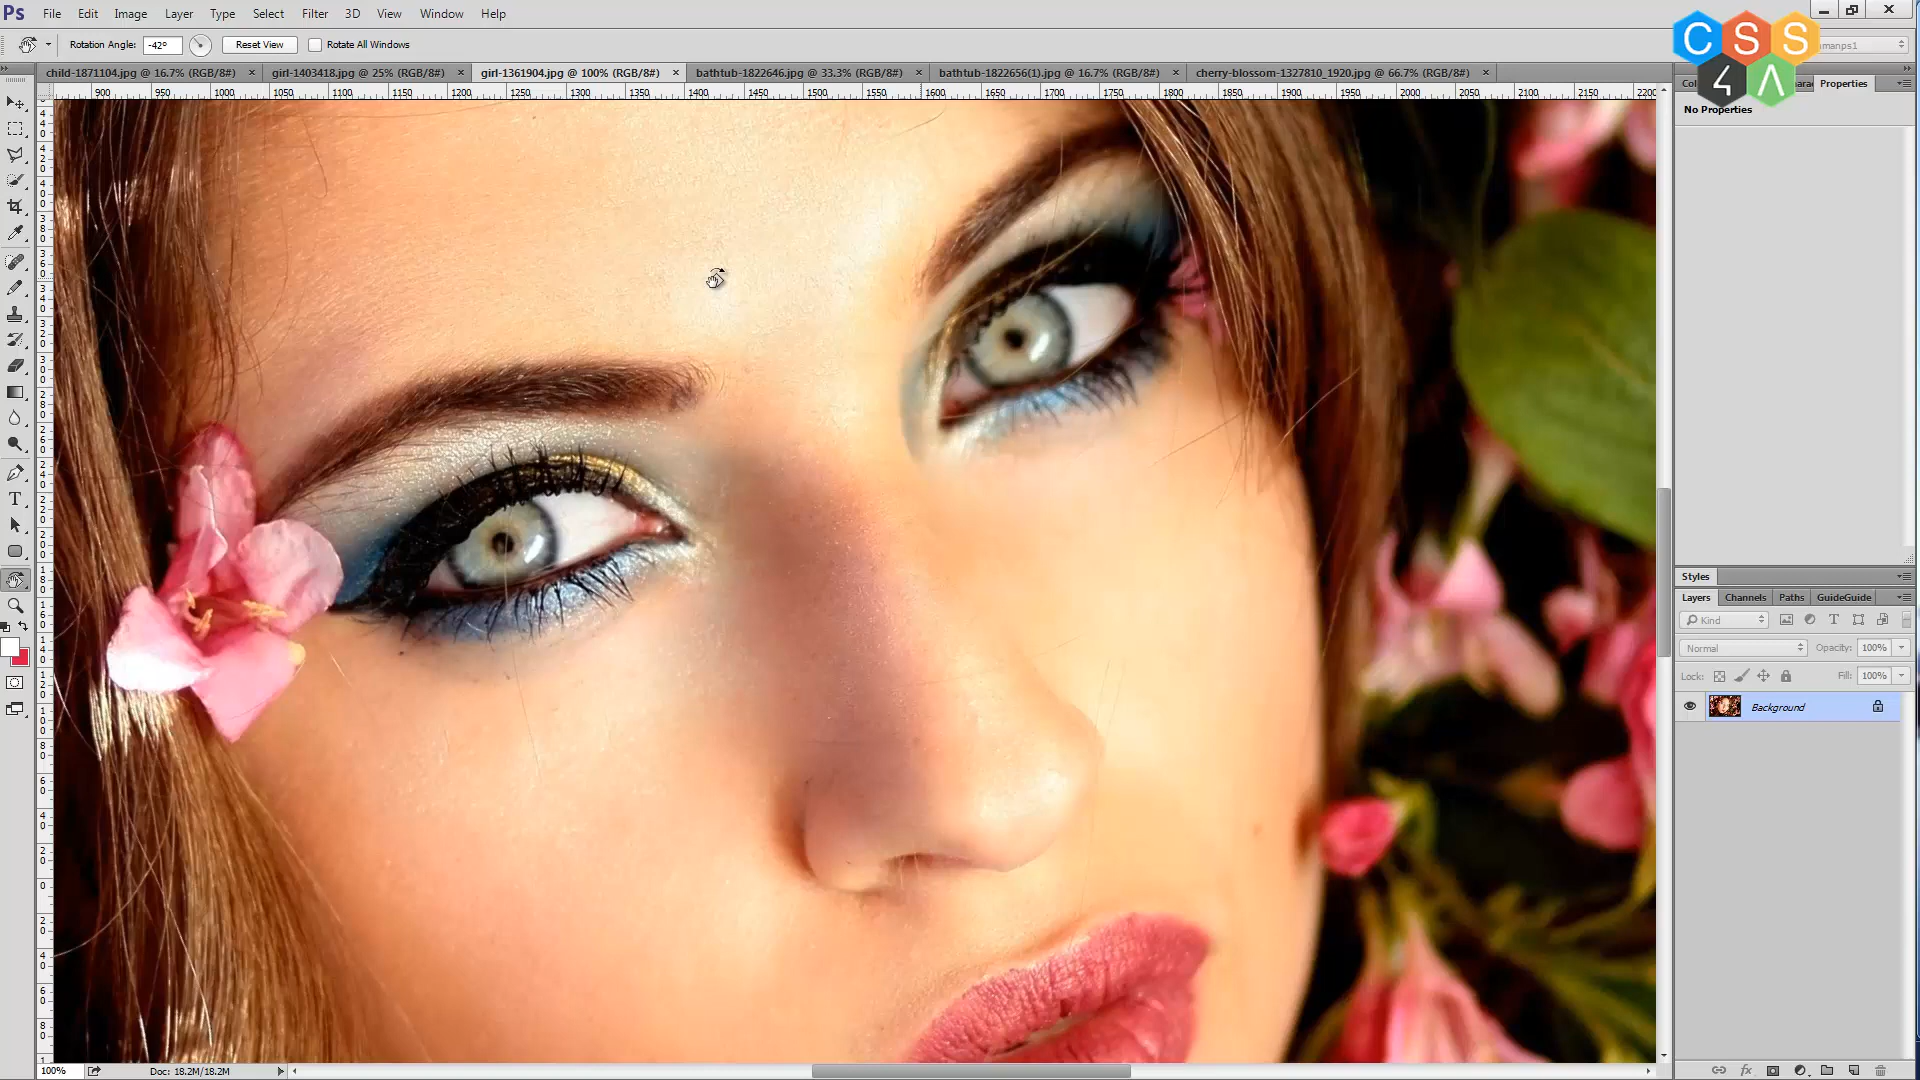 Ps File Edit Image Layer Type Select Filter 3D View Window Help
Rotation Angle: -42° Reset View Rotate All Windows
CSS
4Λ
manps1
child-1871104.jpg @ 16.7% (RGB/8#) × girl-1403418.jpg @ 25% (RGB/8#) × girl-1361904.jpg @ 100% (RGB/8#) × bathtub-1822646.jpg @ 33.3% (RGB/8#) × bathtub-1822656(1).jpg @ 16.7% (RGB/8#) × cherry-blossom-1327810_1920.jpg @ 66.7% (RGB/8#) ×
Properties
900 950 1000 1050 1100 1150 1200 1250 1300 1350 1400 1450 1500 1550 1600 1650 1700 1750 1800 1850 1900 1950 2000 2050 2100 2150 2200
No Properties
Styles
Layers Channels Paths GuideGuide
Kind
Normal Opacity: 100%
Lock: Fill: 100%
Background
100% Doc: 18.2M/18.2M